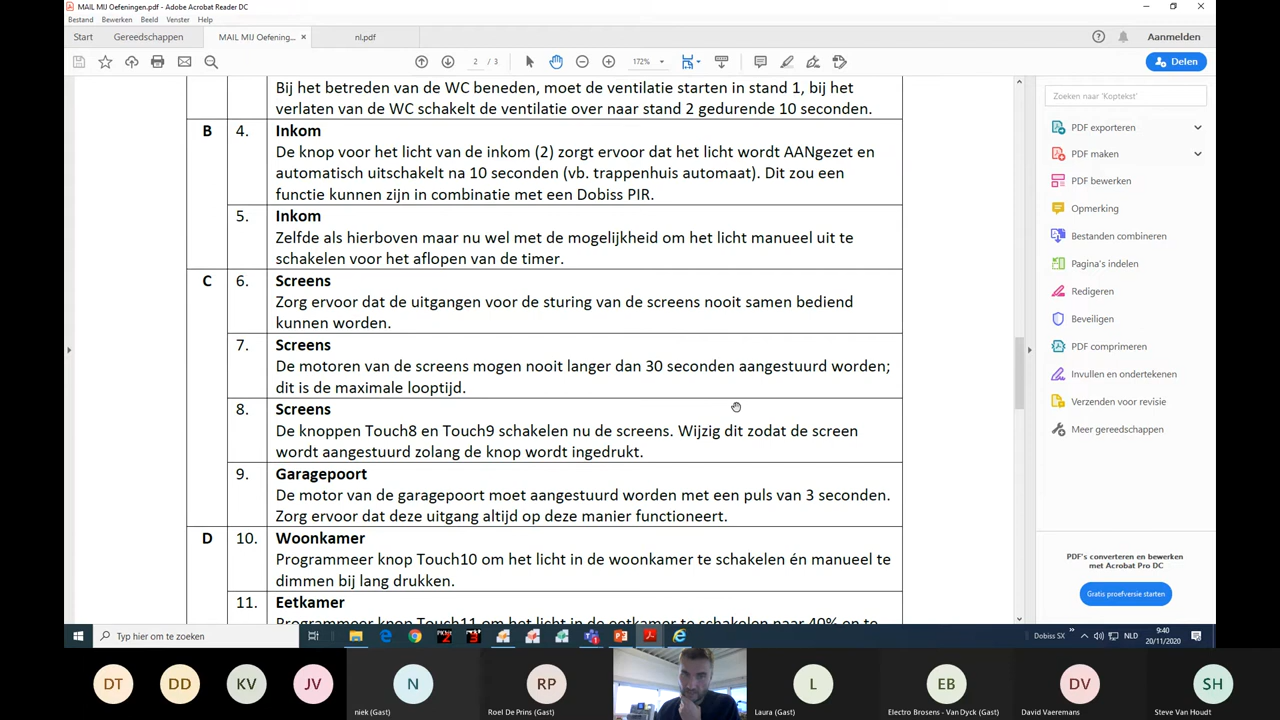 MAIL MIJ Oefeningen.pdf - Adobe Acrobat Reader DC
Bestand Bewerken Beeld Venster Help
Start Gereedschappen MAIL MIJ Oefening... × nl.pdf Aanmelden
2 / 3 172% Delen
Bij het betreden van de WC beneden, moet de ventilatie starten in stand 1, bij het
verlaten van de WC schakelt de ventilatie over naar stand 2 gedurende 10 seconden.
B 4. Inkom
De knop voor het licht van de inkom (2) zorgt ervoor dat het licht wordt AANgezet en
automatisch uitschakelt na 10 seconden (vb. trappenhuis automaat). Dit zou een
functie kunnen zijn in combinatie met een Dobiss PIR.
5. Inkom
Zelfde als hierboven maar nu wel met de mogelijkheid om het licht manueel uit te
schakelen voor het aflopen van de timer.
C 6. Screens
Zorg ervoor dat de uitgangen voor de sturing van de screens nooit samen bediend
kunnen worden.
7. Screens
De motoren van de screens mogen nooit langer dan 30 seconden aangestuurd worden;
dit is de maximale looptijd.
8. Screens
De knoppen Touch8 en Touch9 schakelen nu de screens. Wijzig dit zodat de screen
wordt aangestuurd zolang de knop wordt ingedrukt.
9. Garagepoort
De motor van de garagepoort moet aangestuurd worden met een puls van 3 seconden.
Zorg ervoor dat deze uitgang altijd op deze manier functioneert.
D 10. Woonkamer
Programmeer knop Touch10 om het licht in de woonkamer te schakelen én manueel te
dimmen bij lang drukken.
11. Eetkamer
Programmeer knop Touch11 om het licht in de eetkamer te schakelen naar 40% en te
Zoeken naar 'Koptekst'
PDF exporteren
PDF maken
PDF bewerken
Opmerking
Bestanden combineren
Pagina's indelen
Redigeren
Beveiligen
PDF comprimeren
Invullen en ondertekenen
Verzenden voor revisie
Meer gereedschappen
PDF's converteren en bewerken
met Acrobat Pro DC
Gratis proefversie starten
Typ hier om te zoeken
Dobiss SX NLD 9:40
20/11/2020
DT DD KV JV N RP L EB DV SH
niek (Gast) Roel De Prins (Gast) Laura (Gast) Electro Brosens - Van Dyck (Gast) David Vaeremans Steve Van Houdt